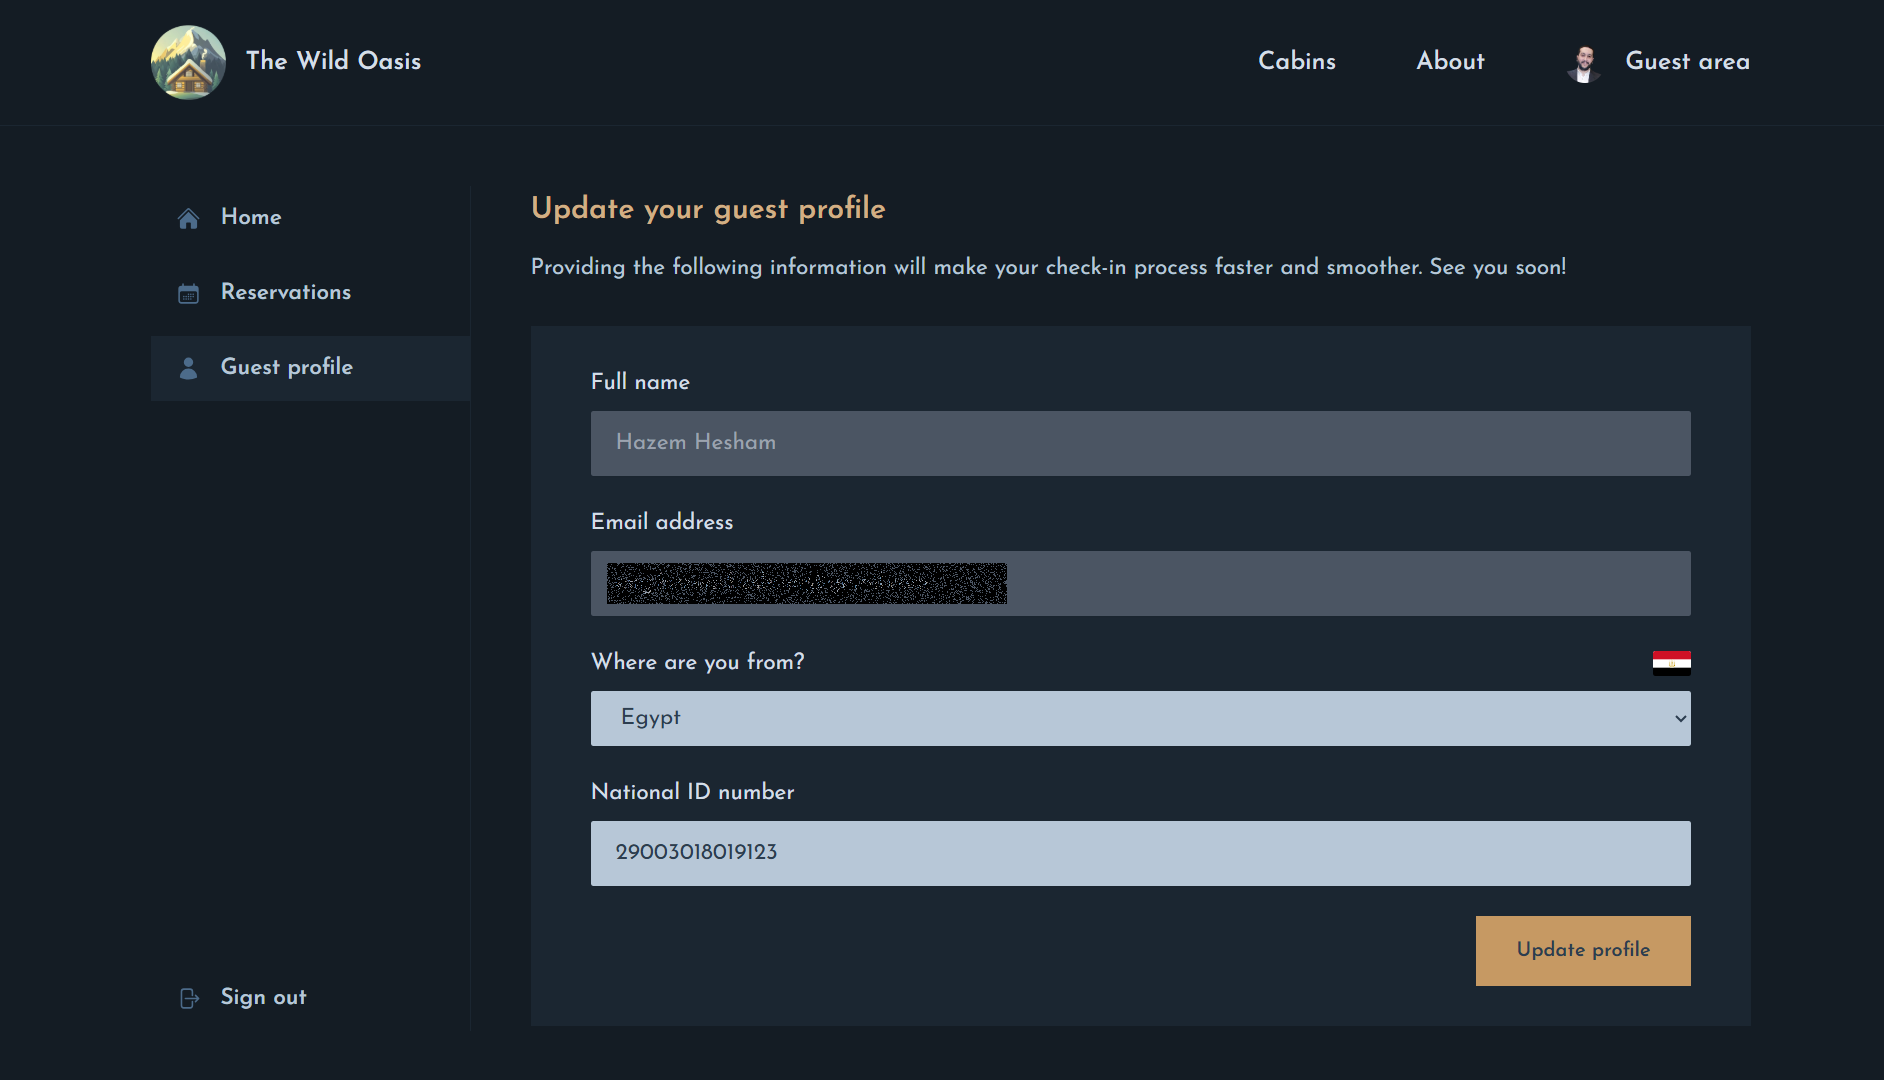 The Wild Oasis
Cabins
About
Guest area
Home
Reservations
Guest profile
Sign out
Update your guest profile
Providing the following information will make your check-in process faster and smoother. See you soon!
Full name
Hazem Hesham
Email address
Where are you from?
Egypt
National ID number
29003018019123
Update profile